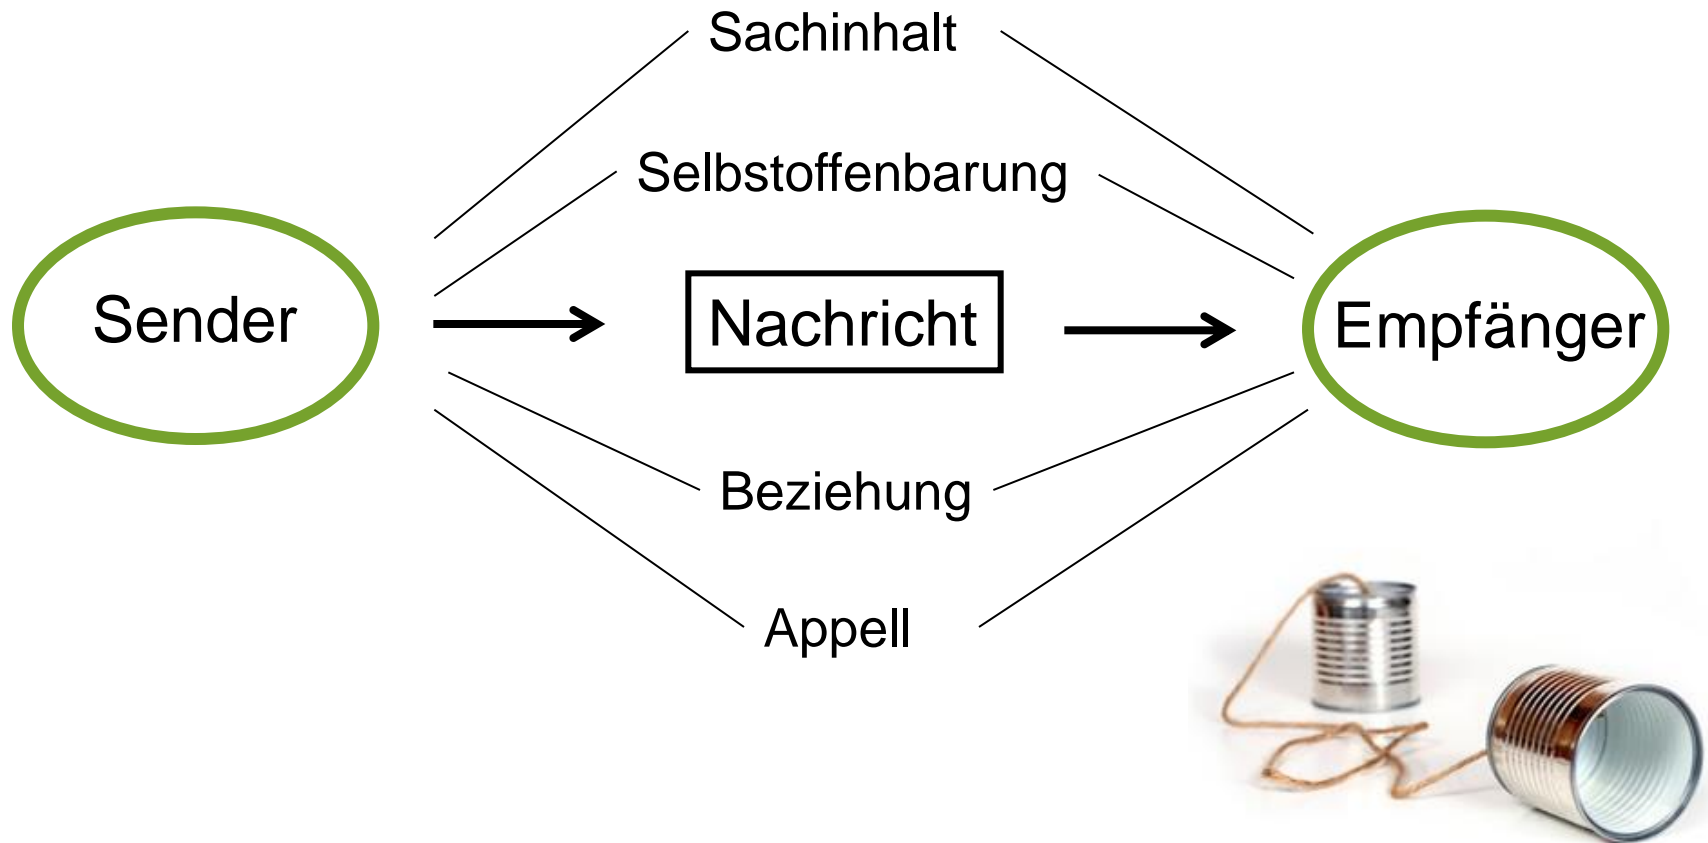 Sachinhalt
Selbstoffenbarung
Sender
Nachricht
Empfänger
Beziehung
Appell